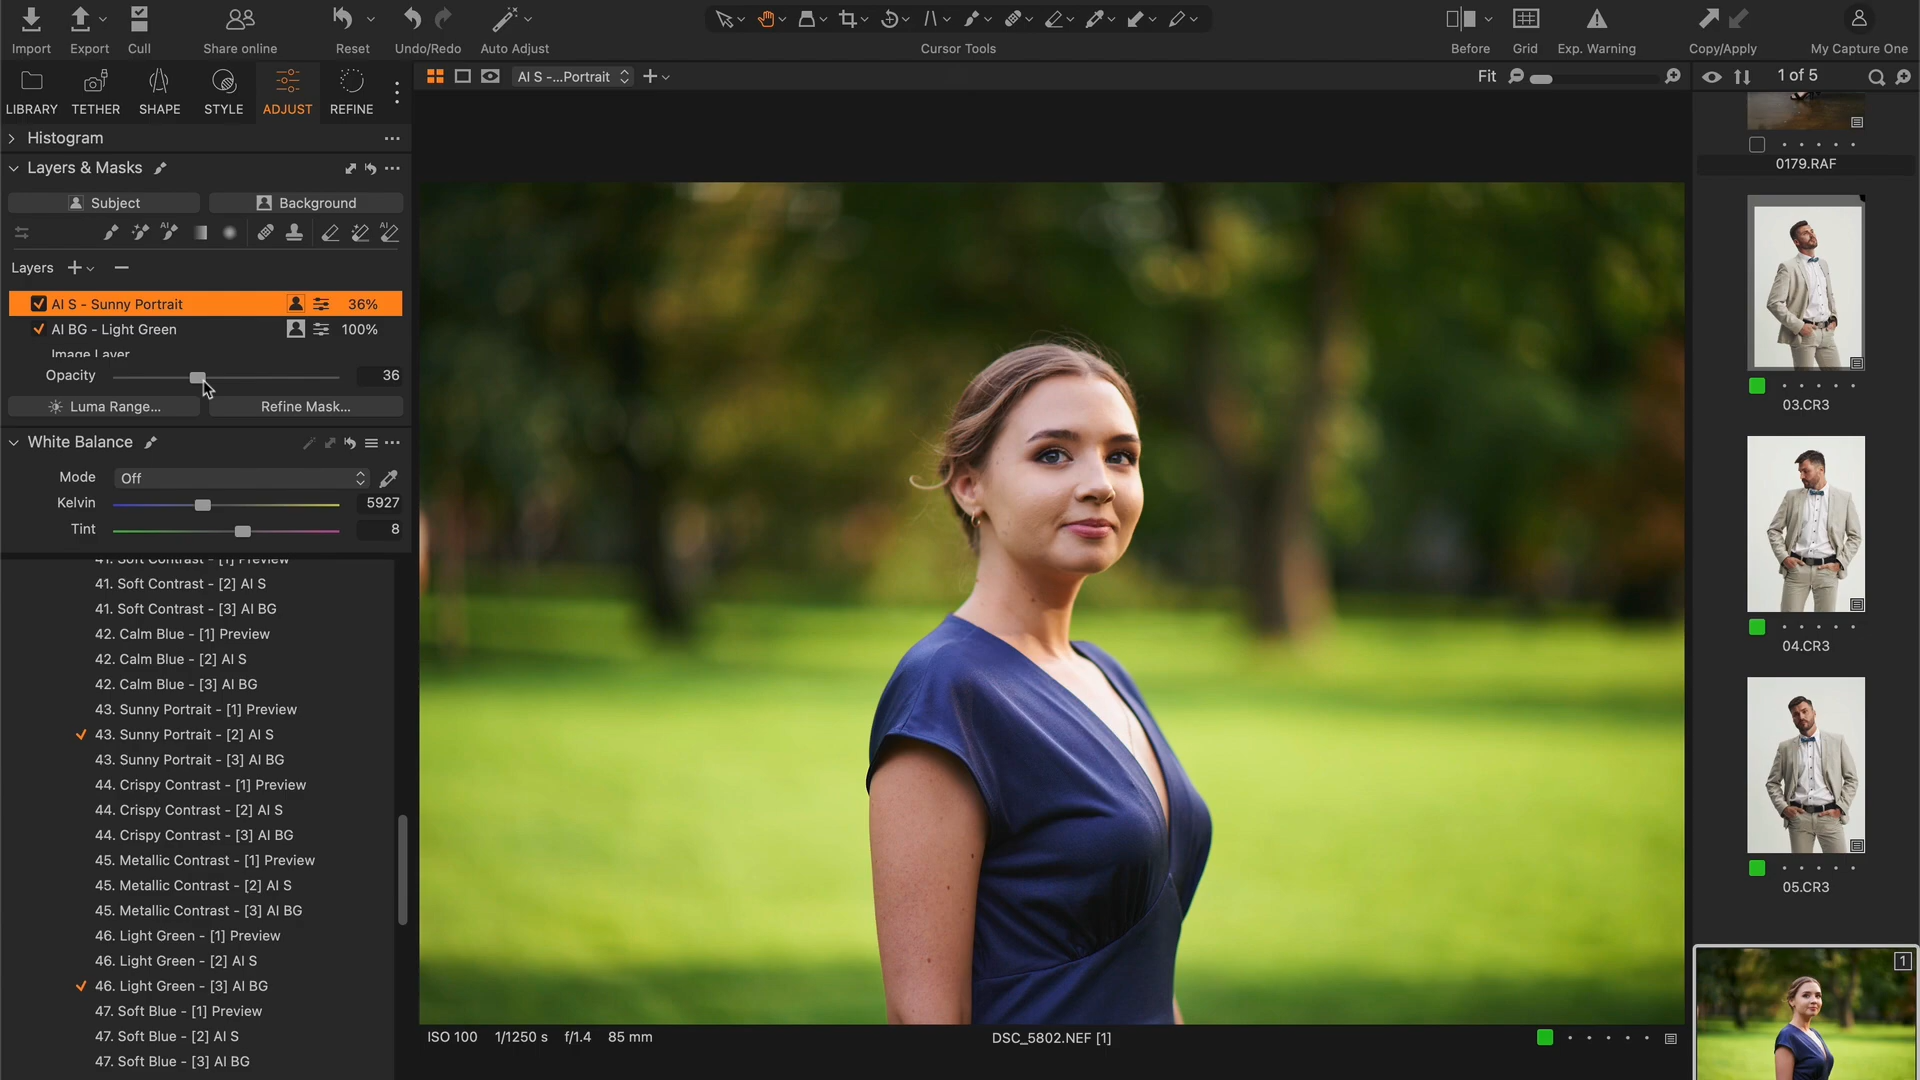 Import
Export
Cull
Share online
Reset
Undo/Redo
Auto Adjust
Cursor Tools
Before
Grid
Exp. Warning
Copy/Apply
My Capture One
LIBRARY
TETHER
SHAPE
STYLE
ADJUST
REFINE
AI S -...Portrait
Fit
1 of 5
Histogram
Layers & Masks
Subject
Background
AI
AI
Layers
AI S - Sunny Portrait 36%
AI BG - Light Green 100%
Image Layer
Opacity 36
Luma Range...
Refine Mask...
White Balance
Mode Off
Kelvin 5927
Tint 8
41. Soft Contrast - [1] Preview
41. Soft Contrast - [2] AI S
41. Soft Contrast - [3] AI BG
42. Calm Blue - [1] Preview
42. Calm Blue - [2] AI S
42. Calm Blue - [3] AI BG
43. Sunny Portrait - [1] Preview
43. Sunny Portrait - [2] AI S
43. Sunny Portrait - [3] AI BG
44. Crispy Contrast - [1] Preview
44. Crispy Contrast - [2] AI S
44. Crispy Contrast - [3] AI BG
45. Metallic Contrast - [1] Preview
45. Metallic Contrast - [2] AI S
45. Metallic Contrast - [3] AI BG
46. Light Green - [1] Preview
46. Light Green - [2] AI S
46. Light Green - [3] AI BG
47. Soft Blue - [1] Preview
47. Soft Blue - [2] AI S
47. Soft Blue - [3] AI BG
ISO 100 1/1250 s f/1.4 85 mm
DSC_5802.NEF [1]
0179.RAF
03.CR3
04.CR3
05.CR3
1